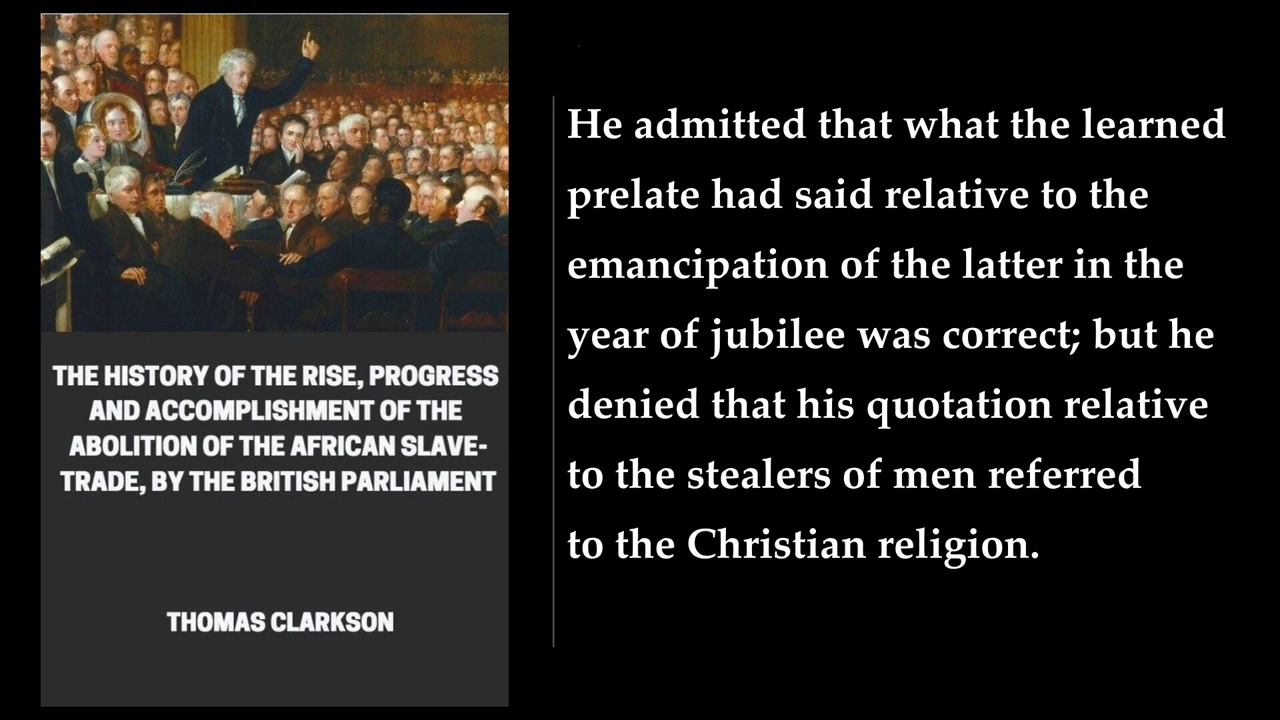 THE HISTORY OF THE RISE, PROGRESS
AND ACCOMPLISHMENT OF THE
ABOLITION OF THE AFRICAN SLAVE-
TRADE, BY THE BRITISH PARLIAMENT
THOMAS CLARKSON
He admitted that what the learned
prelate had said relative to the
emancipation of the latter in the
year of jubilee was correct; but he
denied that his quotation relative
to the stealers of men referred
to the Christian religion.